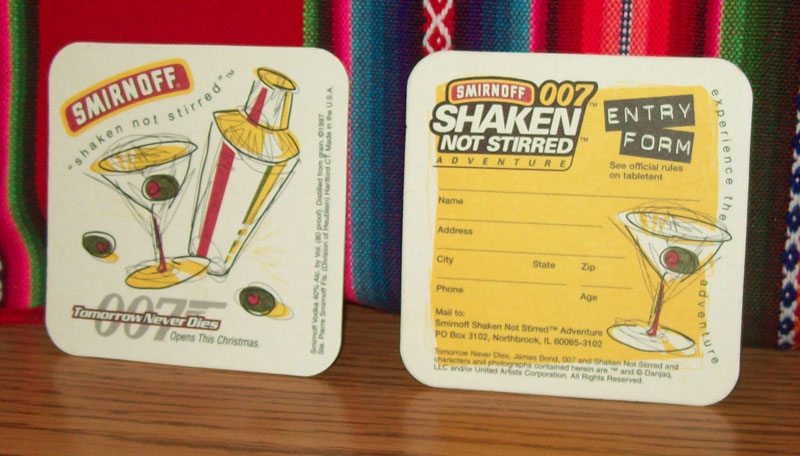 SMIRNOFF®
"shaken not stirred"™
007
Tomorrow Never Dies
Opens This Christmas.
Smirnoff Vodka 40% Alc. by Vol. (80 proof). Distilled from grain. ©1997
Ste. Pierre Smirnoff Fls. (Division of Heublein) Hartford CT. Made in the U.S.A.
SMIRNOFF 007™
SHAKEN
NOT STIRRED™
ADVENTURE
ENTRY
FORM
See official rules
on tabletent
experience the adventure
Name
Address
City State Zip
Phone Age
Mail to:
Smirnoff Shaken Not Stirred™ Adventure
PO Box 3102, Northbrook, IL 60065-3102
Tomorrow Never Dies, James Bond, 007 and Shaken Not Stirred and
characters and photographs contained herein are ™ and © Danjaq,
LLC and/or United Artists Corporation. All Rights Reserved.